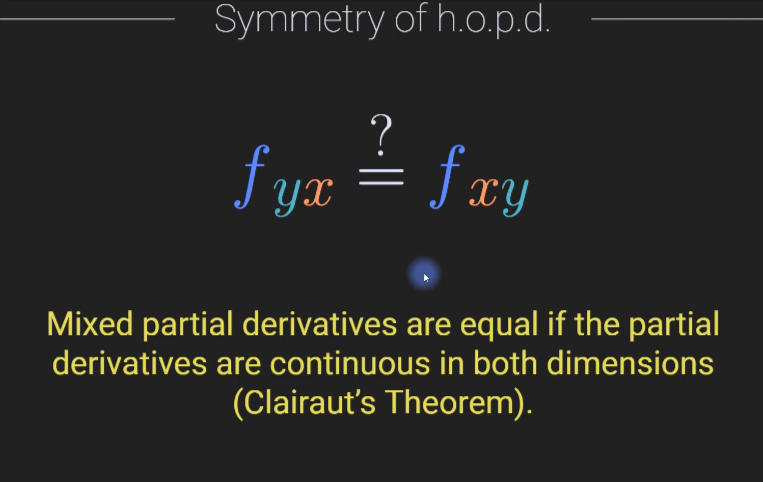 Symmetry of h.o.p.d.
f_{yx} \stackrel{?}{=} f_{xy}
Mixed partial derivatives are equal if the partial
derivatives are continuous in both dimensions
(Clairaut’s Theorem).